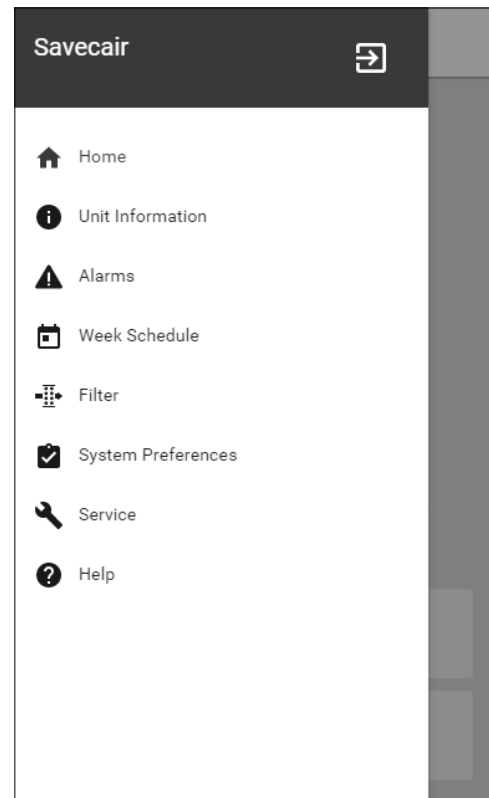 Savecair
Home
Unit Information
Alarms
Week Schedule
Filter
System Preferences
Service
Help